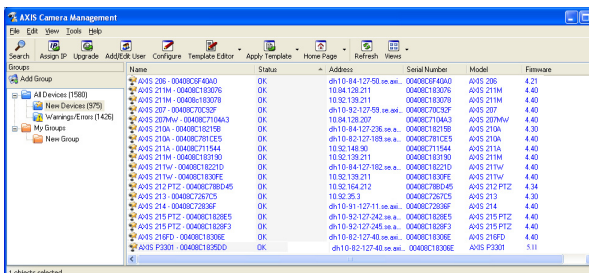 AXIS Camera Management
File Edit View Tools Help
Search Assign IP Upgrade Add/Edit User Configure Template Editor Apply Template Home Page Refresh Views
Groups Name Status Address Serial Number Model Firmware
Add Group
All Devices (1580)
New Devices (975)
Warnings/Errors (1426)
My Groups
New Group
AXIS 206 - 00408C6F40A0 OK dh10-84-127-50.se.axi... 00408C6F40A0 AXIS 206 4.21
AXIS 211M - 00408C183076 OK 10.84.128.211 00408C183076 AXIS 211M 4.40
AXIS 211M - 00408C183078 OK 10.92.139.211 00408C183078 AXIS 211M 4.40
AXIS 207 - 00408C70C92F OK dh10-92-127-59.se.axi... 00408C70C92F AXIS 207 4.40
AXIS 207MW - 00408C7104A3 OK 10.84.128.207 00408C7104A3 AXIS 207MW 4.40
AXIS 210A - 00408C18215B OK dh10-84-127-236.se.a... 00408C18215B AXIS 210A 4.30
AXIS 210A - 00408C781CE5 OK dh10-82-127-189.se.a... 00408C781CE5 AXIS 210A 4.40
AXIS 211A - 00408C711544 OK 10.92.148.90 00408C711544 AXIS 211A 4.40
AXIS 211M - 00408C183190 OK 10.92.139.211 00408C183190 AXIS 211M 4.40
AXIS 211W - 00408C18221D OK dh10-84-127-182.se.a... 00408C18221D AXIS 211W 4.40
AXIS 211W - 00408C1830FE OK 10.92.139.211 00408C1830FE AXIS 211W 4.40
AXIS 212 PTZ - 00408C78BD45 OK 10.92.164.212 00408C78BD45 AXIS 212 PTZ 4.34
AXIS 213 - 00408C7267C5 OK 10.92.35.3 00408C7267C5 AXIS 213 4.30
AXIS 214 - 00408C72836F OK dh10-91-127-11.se.axi... 00408C72836F AXIS 214 4.40
AXIS 215 PTZ - 00408C1828E5 OK dh10-92-127-242.se.a... 00408C1828E5 AXIS 215 PTZ 4.40
AXIS 215 PTZ - 00408C1828F5 OK dh10-92-127-245.se.a... 00408C1828F3 AXIS 215 PTZ 4.40
AXIS 216FD - 00408C18306E OK dh10-82-127-40.se.axi... 00408C18306E AXIS 216FD 4.40
AXIS P3301 - 00408C1835DD OK dh10-82-127-40.se.axi... 00408C18306E AXIS P3301 5.11
1 objects selected